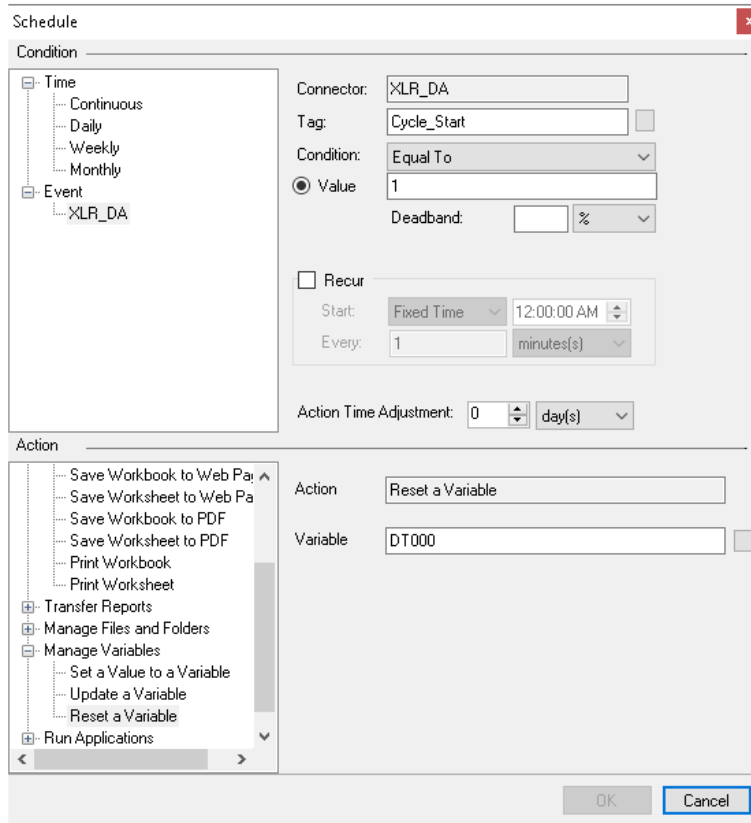 Schedule
Condition
Time
Continuous
Daily
Weekly
Monthly
Event
XLR_DA
Connector: XLR_DA
Tag: Cycle_Start
Condition: Equal To
Value 1
Deadband: %
Recur
Start: Fixed Time 12:00:00 AM
Every: 1 minutes(s)
Action Time Adjustment: 0 day(s)
Action
Save Workbook to Web Pa
Save Worksheet to Web Pa
Save Workbook to PDF
Save Worksheet to PDF
Print Workbook
Print Worksheet
Transfer Reports
Manage Files and Folders
Manage Variables
Set a Value to a Variable
Update a Variable
Reset a Variable
Run Applications
Action Reset a Variable
Variable DT000
OK Cancel